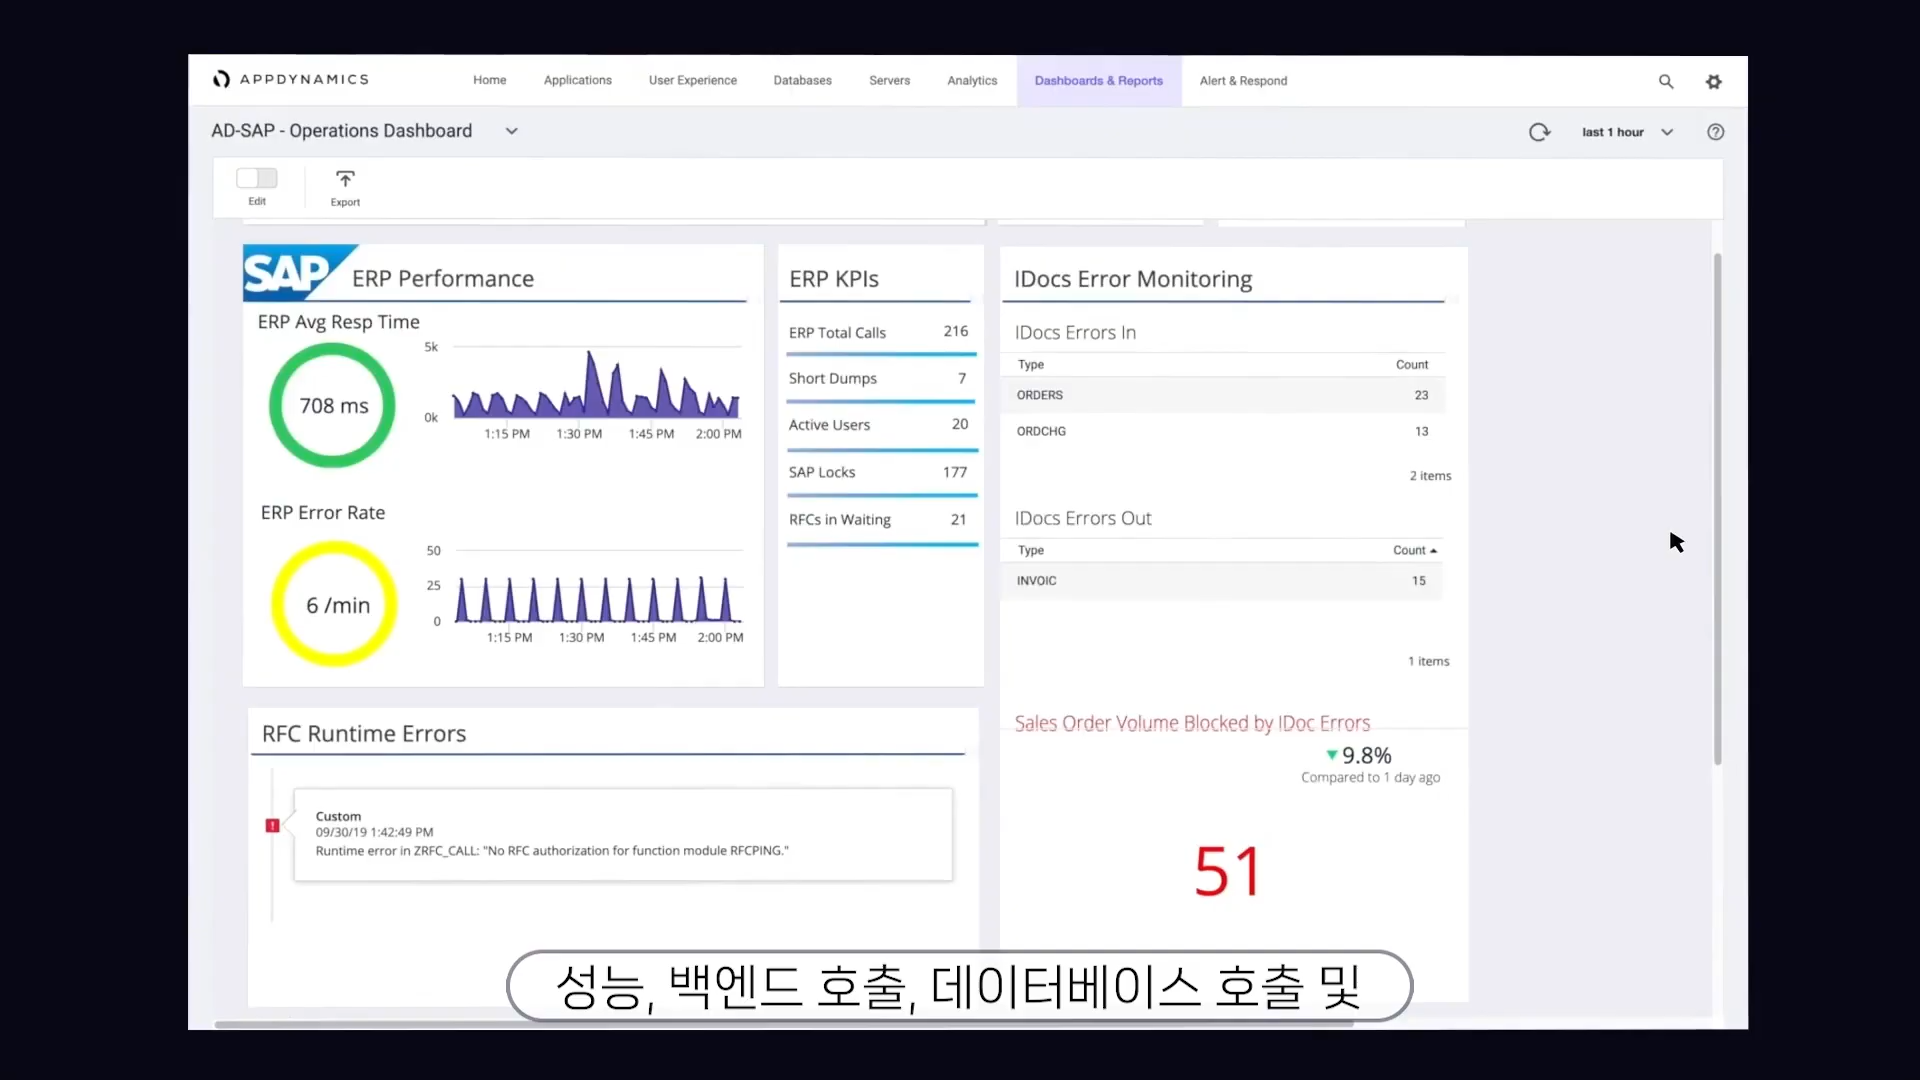 APPDYNAMICS
Home
Applications
User Experience
Databases
Servers
Analytics
Dashboards & Reports
Alert & Respond
AD-SAP - Operations Dashboard
last 1 hour
Edit
Export
SAP
ERP Performance
ERP Avg Resp Time
708 ms
5k
0k
1:15 PM
1:30 PM
1:45 PM
2:00 PM
ERP Error Rate
6 /min
50
25
0
1:15 PM
1:30 PM
1:45 PM
2:00 PM
ERP KPIs
ERP Total Calls 216
Short Dumps 7
Active Users 20
SAP Locks 177
RFCs in Waiting 21
IDocs Error Monitoring
IDocs Errors In
Type Count
ORDERS 23
ORDCHG 13
2 items
IDocs Errors Out
Type Count
INVOIC 15
1 items
Sales Order Volume Blocked by IDoc Errors
9.8%
Compared to 1 day ago
51
RFC Runtime Errors
Custom
09/30/19 1:42:49 PM
Runtime error in ZRFC_CALL: "No RFC authorization for function module RFCPING."
성능, 백엔드 호출, 데이터베이스 호출 및